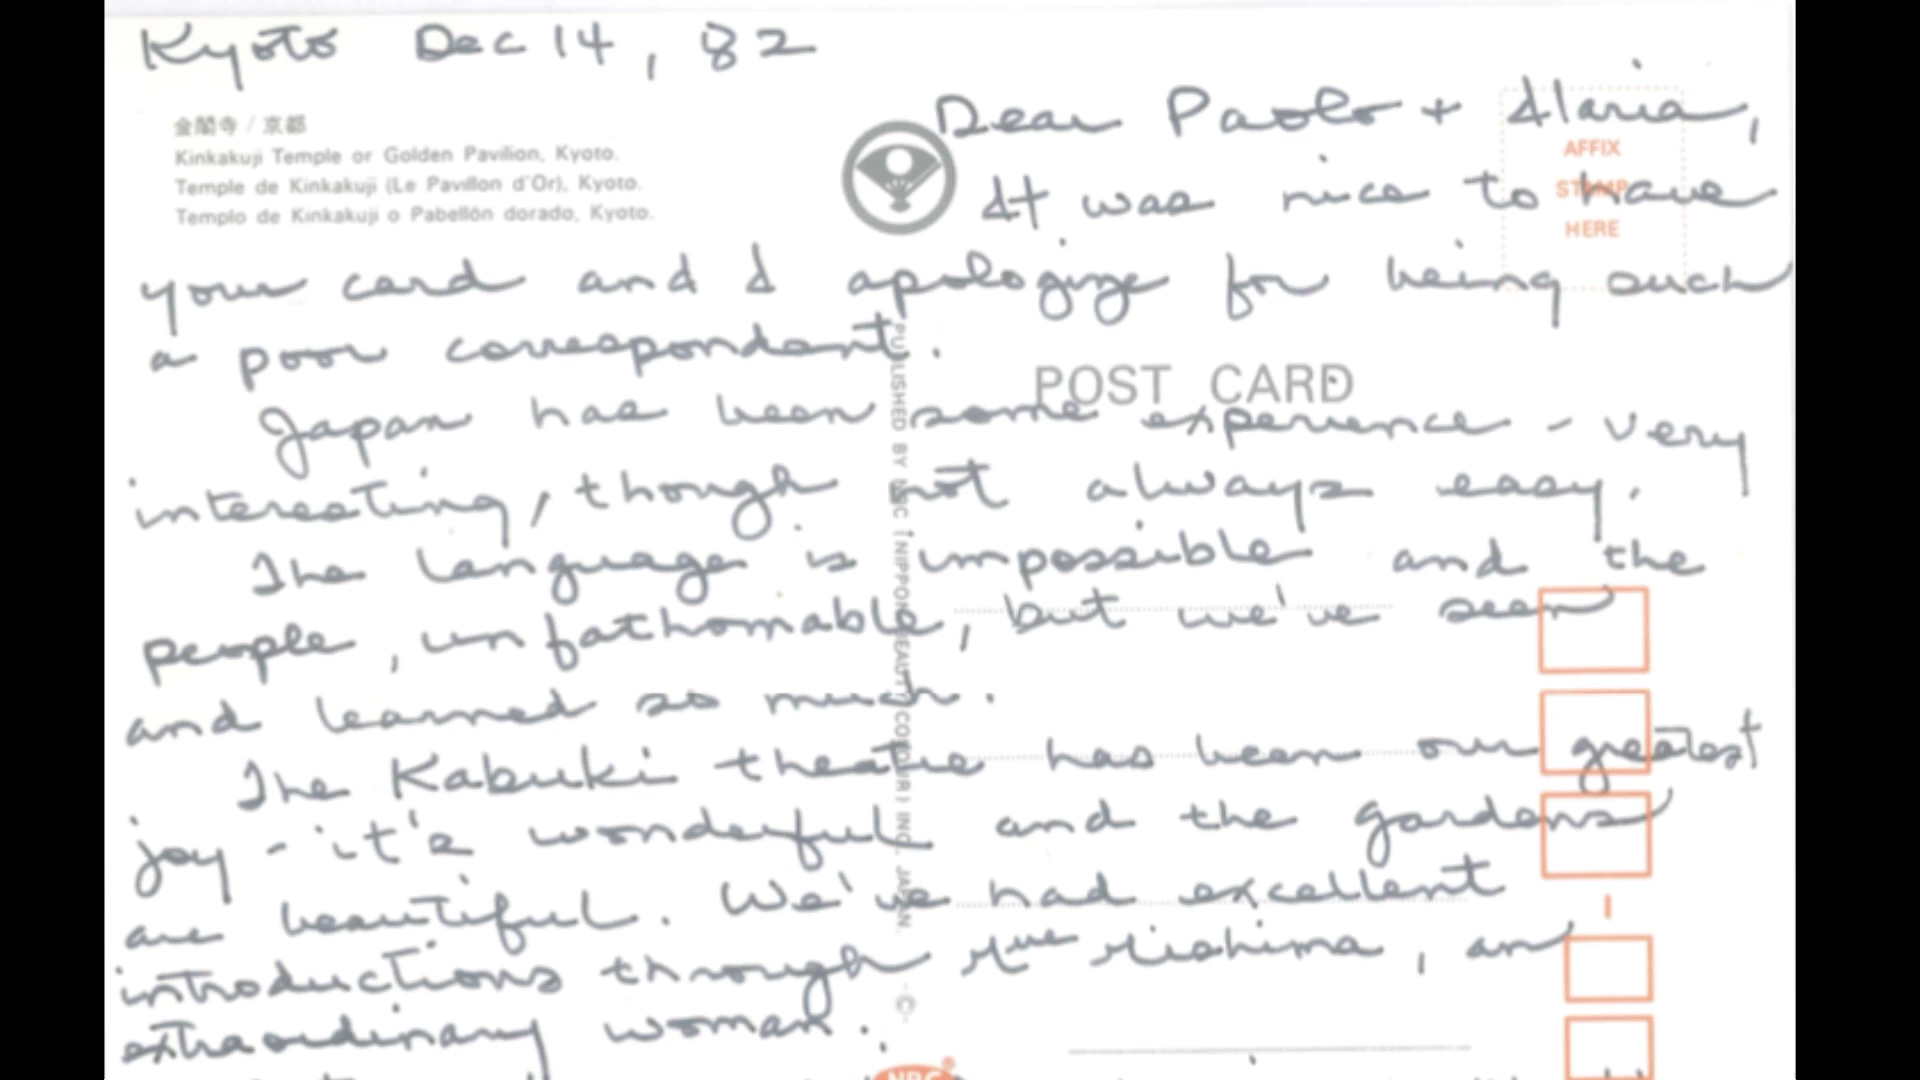 Kyoto Dec 14, 82
金閣寺 / 京都
Kinkakuji Temple or Golden Pavilion, Kyoto.
Temple de Kinkakuji (Le Pavillon d'Or), Kyoto.
Templo de Kinkakuji o Pabellón dorado, Kyoto.
AFFIX
STAMP
HERE
Dear Paolo + Ilaria,
It was nice to have
your card and I apologize for being such
a poor correspondent.
POST CARD
Japan has been some experience - very
interesting, though not always easy.
The language is impossible and the
people, unfathomable, but we've seen
and learned so much.
The Kabuki theatre has been our greatest
joy - it's wonderful and the gardens
are beautiful. We've had excellent
introductions through Mme Mishima, an
extraordinary woman.
PUBLISHED BY NBC (NIPPON BEAUTY COLOUR) INC. JAPAN.
©
NBC®